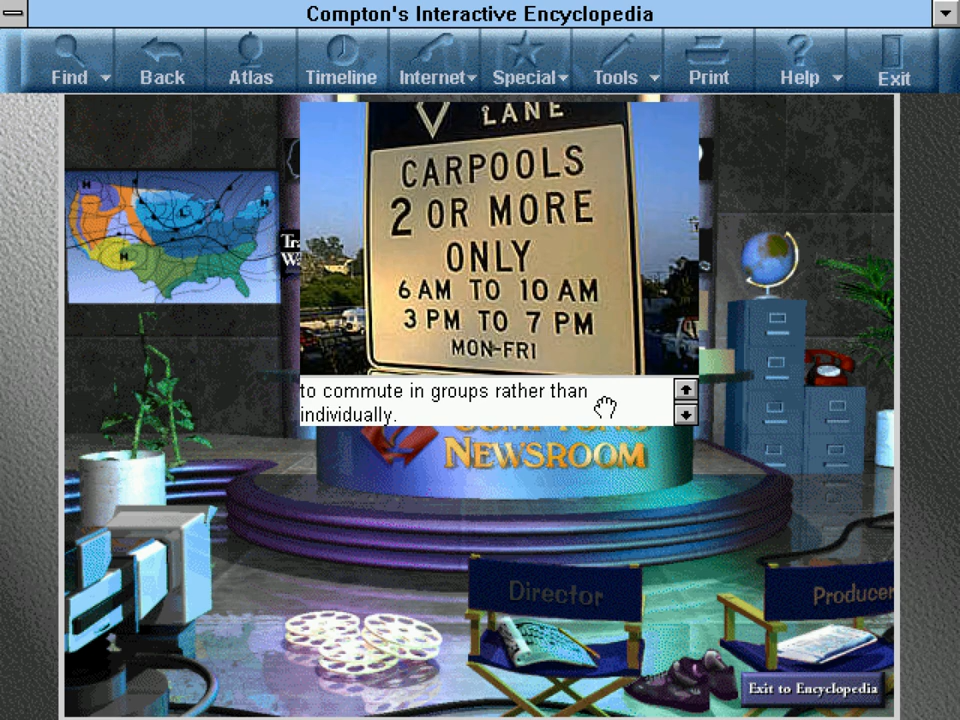 Compton's Interactive Encyclopedia
Find Back Atlas Timeline Internet Special Tools Print Help Exit
LANE
CARPOOLS
2 OR MORE
ONLY
6 AM TO 10 AM
3 PM TO 7 PM
MON-FRI
H
H
L
H
to commute in groups rather than
individually.
NEWSROOM
Director
Producer
Exit to Encyclopedia